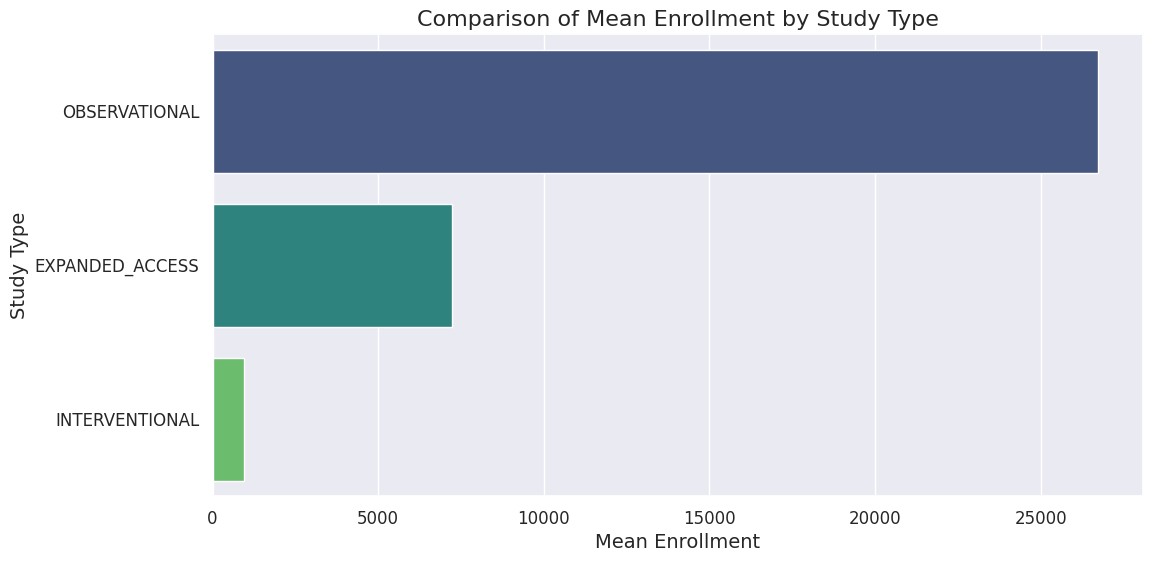 Comparison of Mean Enrollment by Study Type
Study Type
OBSERVATIONAL
EXPANDED_ACCESS
INTERVENTIONAL
0 5000 10000 15000 20000 25000
Mean Enrollment